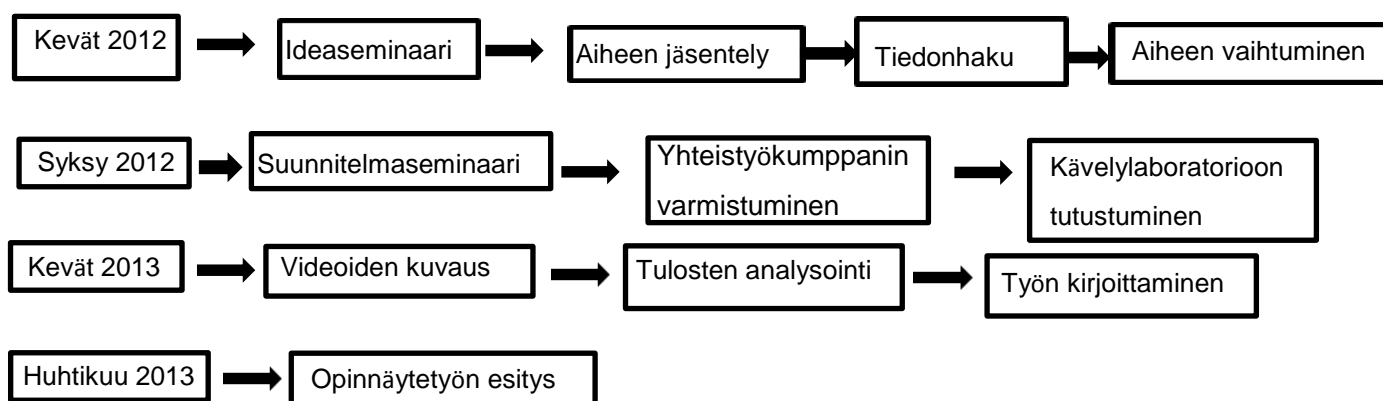 Kevät 2012
Ideaseminaari
Aiheen jäsentely
Tiedonhaku
Aiheen vaihtuminen
Syksy 2012
Suunnitelmaseminaari
Yhteistyökumppanin
varmistuminen
Kävelylaboratorioon
tutustuminen
Kevät 2013
Videoiden kuvaus
Tulosten analysointi
Työn kirjoittaminen
Huhtikuu 2013
Opinnäytetyön esitys